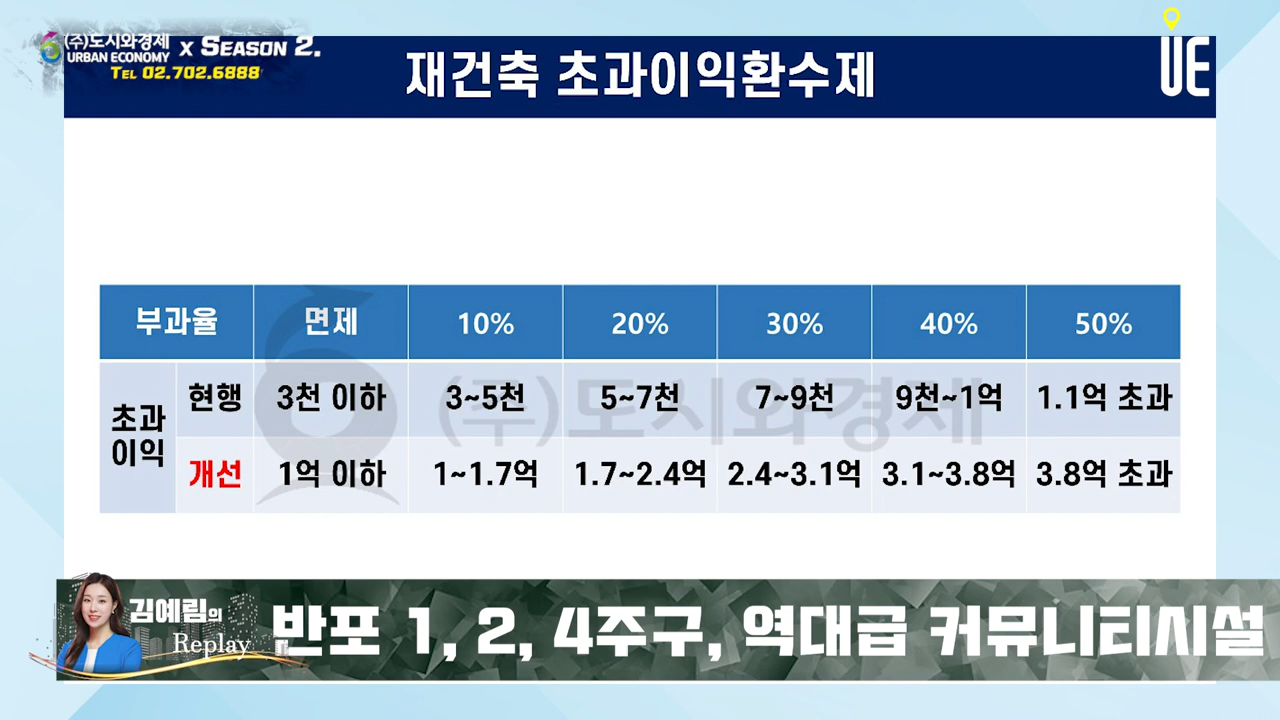 (주)도시와경제
URBAN ECONOMY x SEASON 2.
TEL 02.702.6888
재건축 초과이익환수제
UE
부과율 면제 10% 20% 30% 40% 50%
초과이익 현행 3천 이하 3~5천 5~7천 7~9천 9천~1억 1.1억 초과
개선 1억 이하 1~1.7억 1.7~2.4억 2.4~3.1억 3.1~3.8억 3.8억 초과
(주)도시와경제
김예림의
Replay
반포 1, 2, 4주구, 역대급 커뮤니티시설